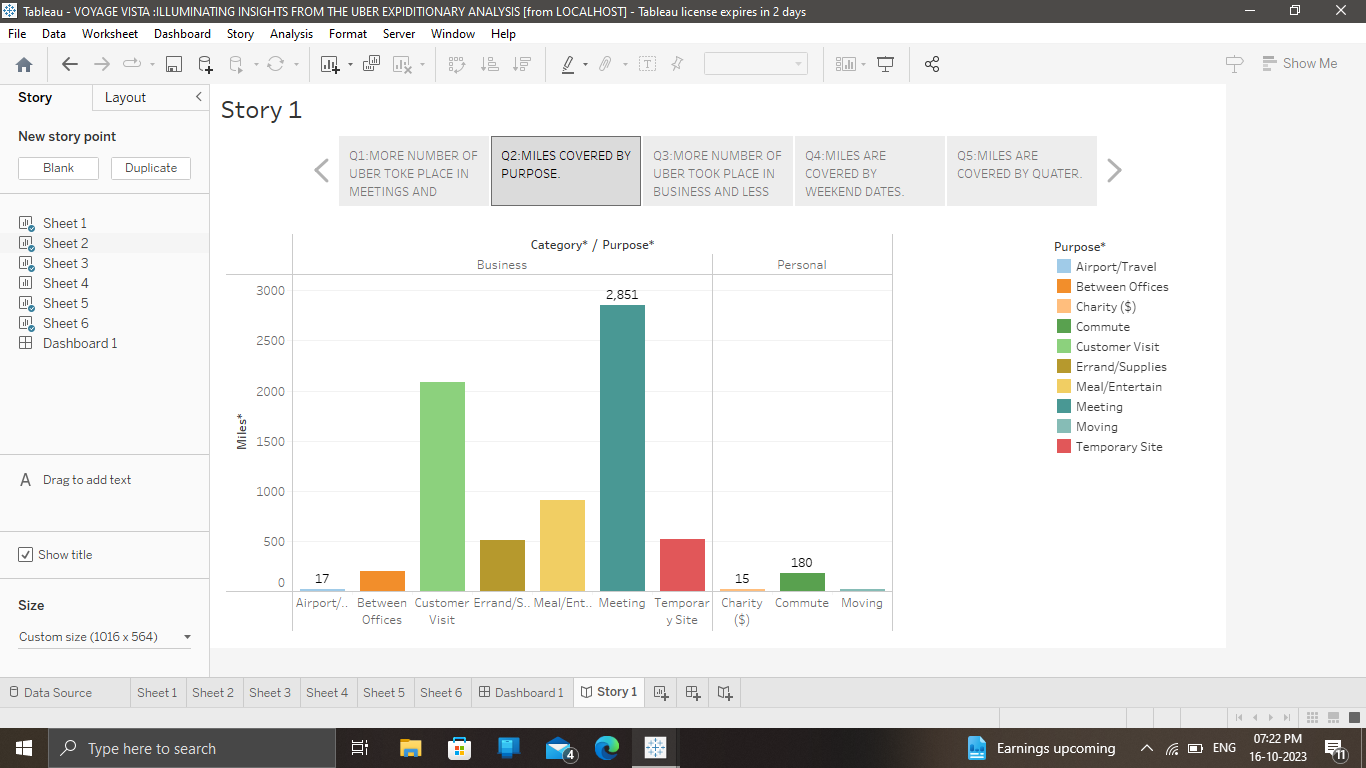 Tableau - VOYAGE VISTA :ILLUMINATING INSIGHTS FROM THE UBER EXPIDITIONARY ANALYSIS [from LOCALHOST] - Tableau license expires in 2 days
File Data Worksheet Dashboard Story Analysis Format Server Window Help
Show Me
Story Layout
New story point
Blank Duplicate
Sheet 1
Sheet 2
Sheet 3
Sheet 4
Sheet 5
Sheet 6
Dashboard 1
A Drag to add text
Show title
Size
Custom size (1016 x 564)
Story 1
Q1:MORE NUMBER OF
UBER TOKE PLACE IN
MEETINGS AND
Q2:MILES COVERED BY
PURPOSE.
Q3:MORE NUMBER OF
UBER TOOK PLACE IN
BUSINESS AND LESS
Q4:MILES ARE
COVERED BY
WEEKEND DATES.
Q5:MILES ARE
COVERED BY QUATER.
Category* / Purpose*
Business Personal
Miles*
3000
2500
2000
1500
1000
500
0
17
2,851
15
180
Airport/..
Between
Offices
Customer
Visit
Errand/S..
Meal/Ent..
Meeting
Temporar
y Site
Charity
($)
Commute
Moving
Purpose*
Airport/Travel
Between Offices
Charity ($)
Commute
Customer Visit
Errand/Supplies
Meal/Entertain
Meeting
Moving
Temporary Site
Data Source Sheet 1 Sheet 2 Sheet 3 Sheet 4 Sheet 5 Sheet 6 Dashboard 1 Story 1
Type here to search
4
Earnings upcoming
ENG
07:22 PM
16-10-2023
11